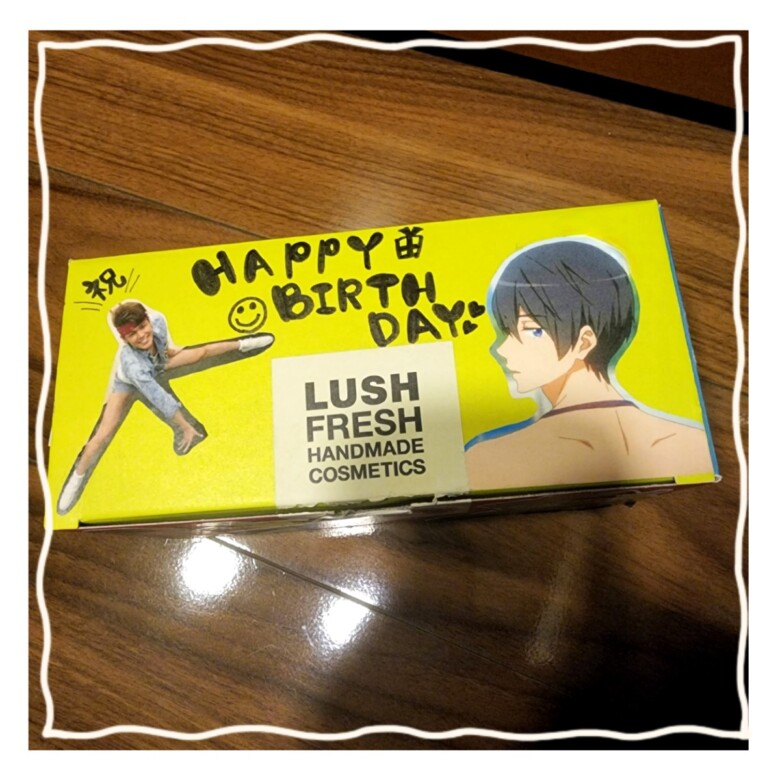 祝
HAPPY
BIRTH
DAY
LUSH
FRESH
HANDMADE
COSMETICS